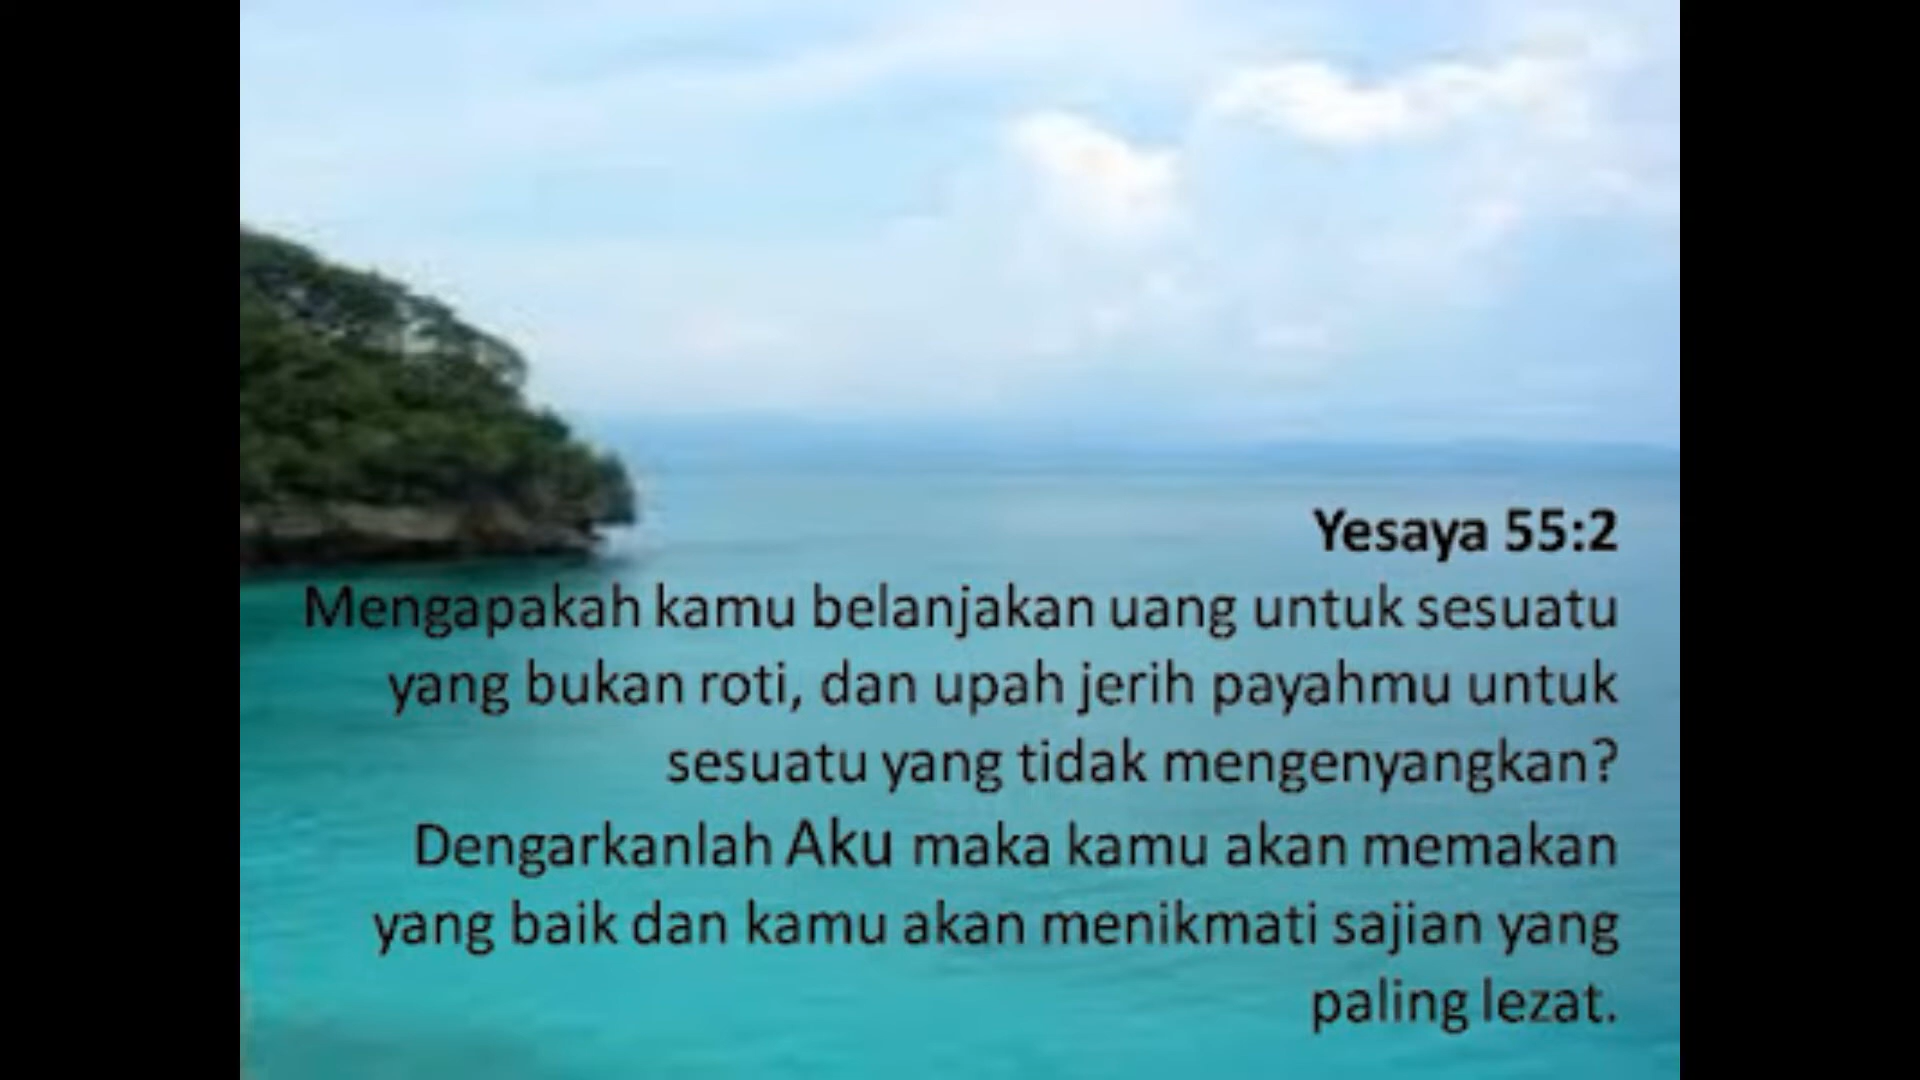 Yesaya 55:2
Mengapakah kamu belanjakan uang untuk sesuatu
yang bukan roti, dan upah jerih payahmu untuk
sesuatu yang tidak mengenyangkan?
Dengarkanlah Aku maka kamu akan memakan
yang baik dan kamu akan menikmati sajian yang
paling lezat.